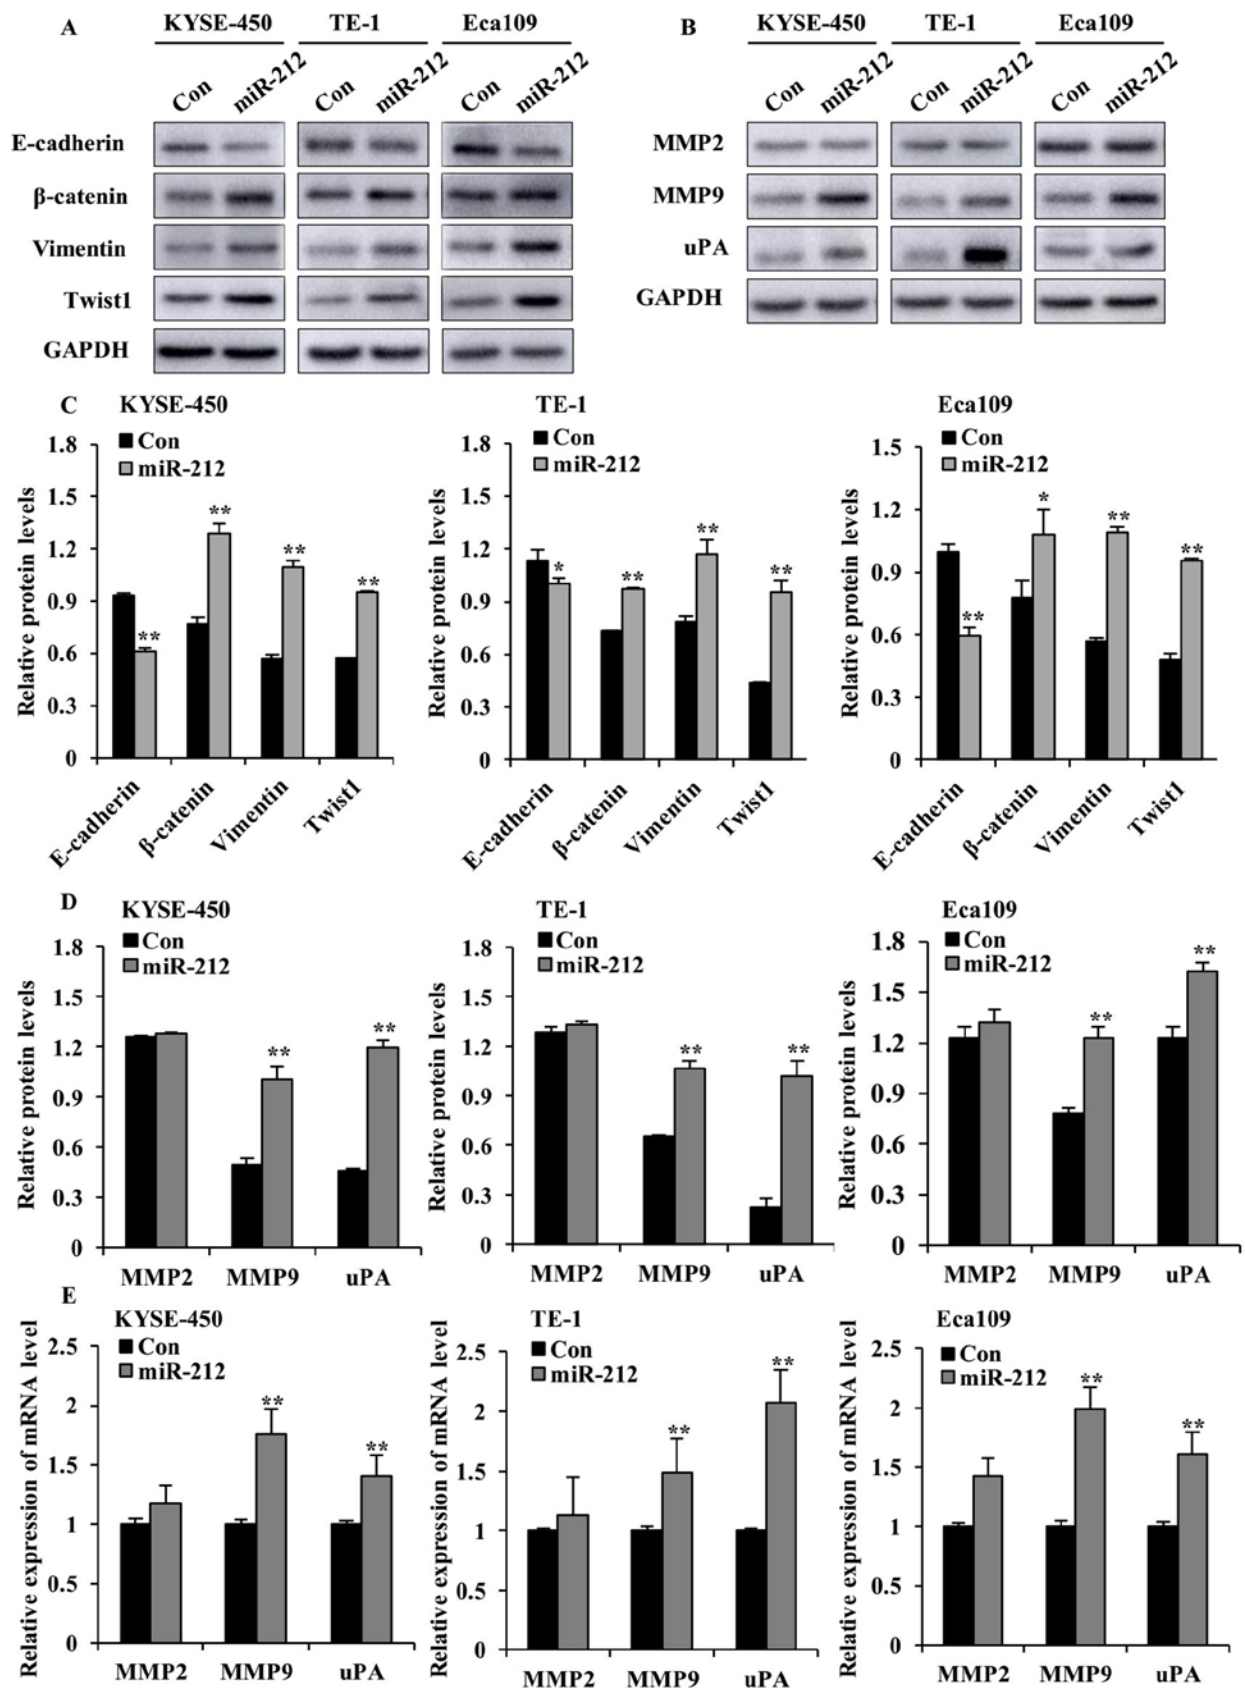 A KYSE-450 TE-1 Eca109
Con miR-212 Con miR-212 Con miR-212
E-cadherin
β-catenin
Vimentin
Twist1
GAPDH
B KYSE-450 TE-1 Eca109
Con miR-212 Con miR-212 Con miR-212
MMP2
MMP9
uPA
GAPDH
C KYSE-450
Con
miR-212
Relative protein levels
1.8
1.5
1.2
0.9
0.6
0.3
0
** ** ** **
E-cadherin β-catenin Vimentin Twist1
TE-1
Con
miR-212
Relative protein levels
1.8
1.5
1.2
0.9
0.6
0.3
0
* ** ** **
E-cadherin β-catenin Vimentin Twist1
Eca109
Con
miR-212
Relative protein levels
1.5
1.2
0.9
0.6
0.3
0
** * ** **
E-cadherin β-catenin Vimentin Twist1
D KYSE-450
Con
miR-212
Relative protein levels
1.8
1.5
1.2
0.9
0.6
0.3
0
** **
MMP2 MMP9 uPA
TE-1
Con
miR-212
Relative protein levels
1.8
1.5
1.2
0.9
0.6
0.3
0
** **
MMP2 MMP9 uPA
Eca109
Con
miR-212
Relative protein levels
1.8
1.5
1.2
0.9
0.6
0.3
0
** **
MMP2 MMP9 uPA
E KYSE-450
Con
miR-212
Relative expression of mRNA level
2.5
2
1.5
1
0.5
0
** **
MMP2 MMP9 uPA
TE-1
Con
miR-212
Relative expression of mRNA level
2.5
2
1.5
1
0.5
0
** **
MMP2 MMP9 uPA
Eca109
Con
miR-212
Relative expression of mRNA level
2.5
2
1.5
1
0.5
0
** **
MMP2 MMP9 uPA